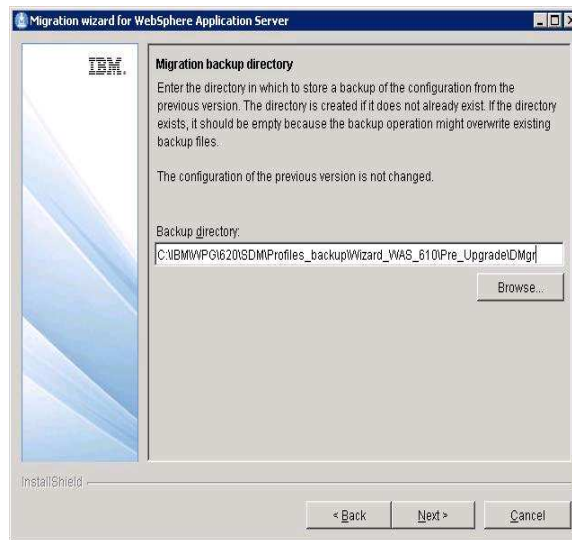 Migration wizard for WebSphere Application Server
IBM.
Migration backup directory
Enter the directory in which to store a backup of the configuration from the
previous version. The directory is created if it does not already exist. If the directory
exists, it should be empty because the backup operation might overwrite existing
backup files.
The configuration of the previous version is not changed.
Backup directory:
C:\IBM\WPG\620\SDM\Profiles_backup\Wizard_WAS_610\Pre_Upgrade\DMgr
Browse...
InstallShield
< Back
Next >
Cancel